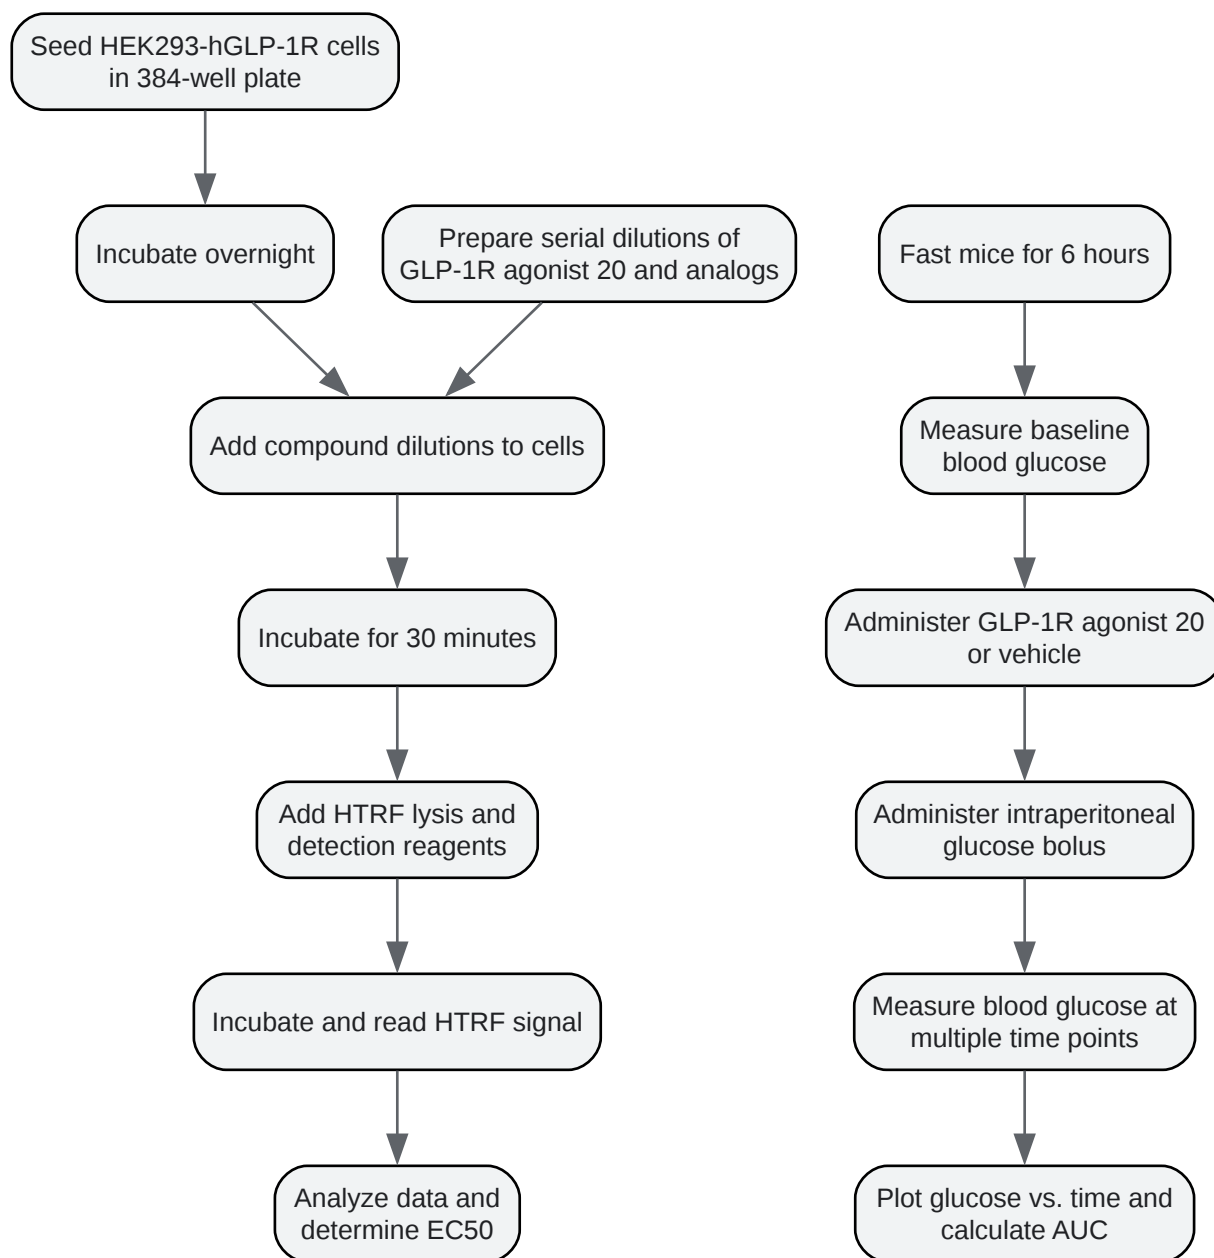 Seed HEK293-hGLP-1R cells
in 384-well plate
Incubate overnight
Prepare serial dilutions of
GLP-1R agonist 20 and analogs
Add compound dilutions to cells
Incubate for 30 minutes
Add HTRF lysis and
detection reagents
Incubate and read HTRF signal
Analyze data and
determine EC50
Fast mice for 6 hours
Measure baseline
blood glucose
Administer GLP-1R agonist 20
or vehicle
Administer intraperitoneal
glucose bolus
Measure blood glucose at
multiple time points
Plot glucose vs. time and
calculate AUC